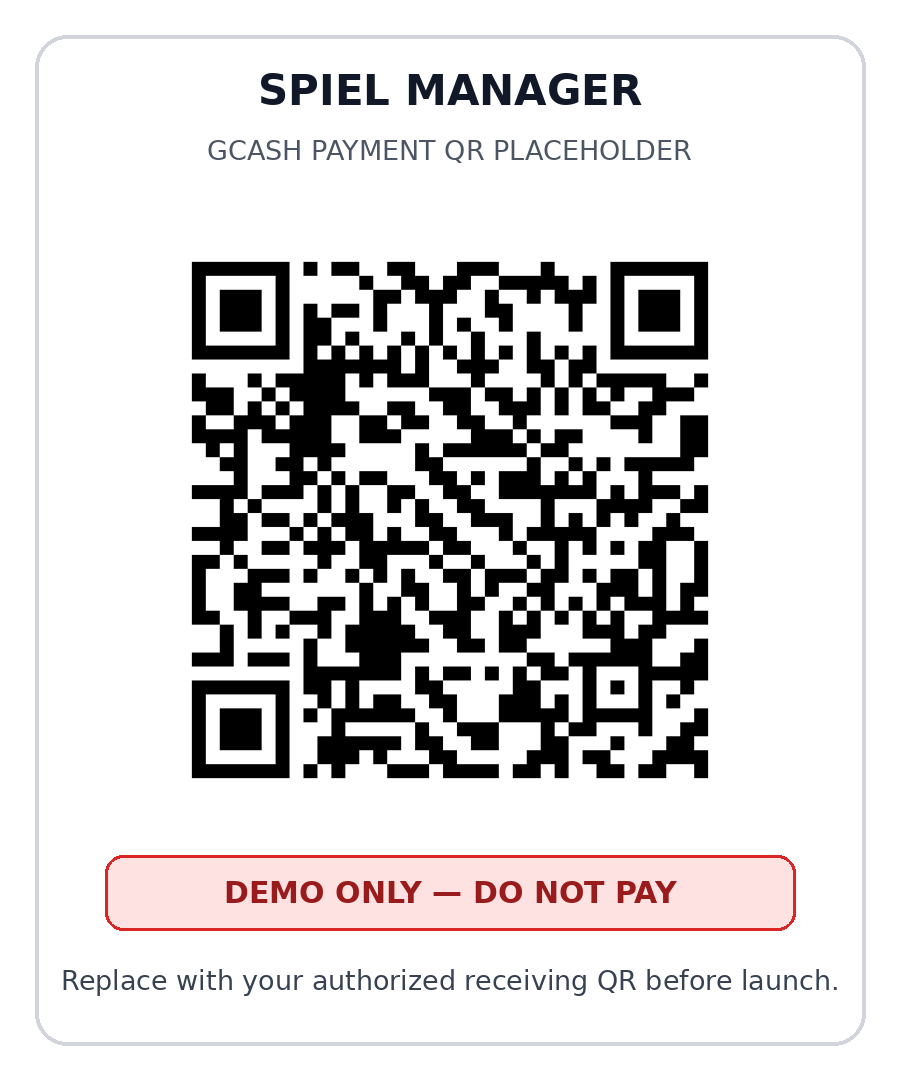 SPIEL MANAGER
GCASH PAYMENT QR PLACEHOLDER
DEMO ONLY — DO NOT PAY
Replace with your authorized receiving QR before launch.